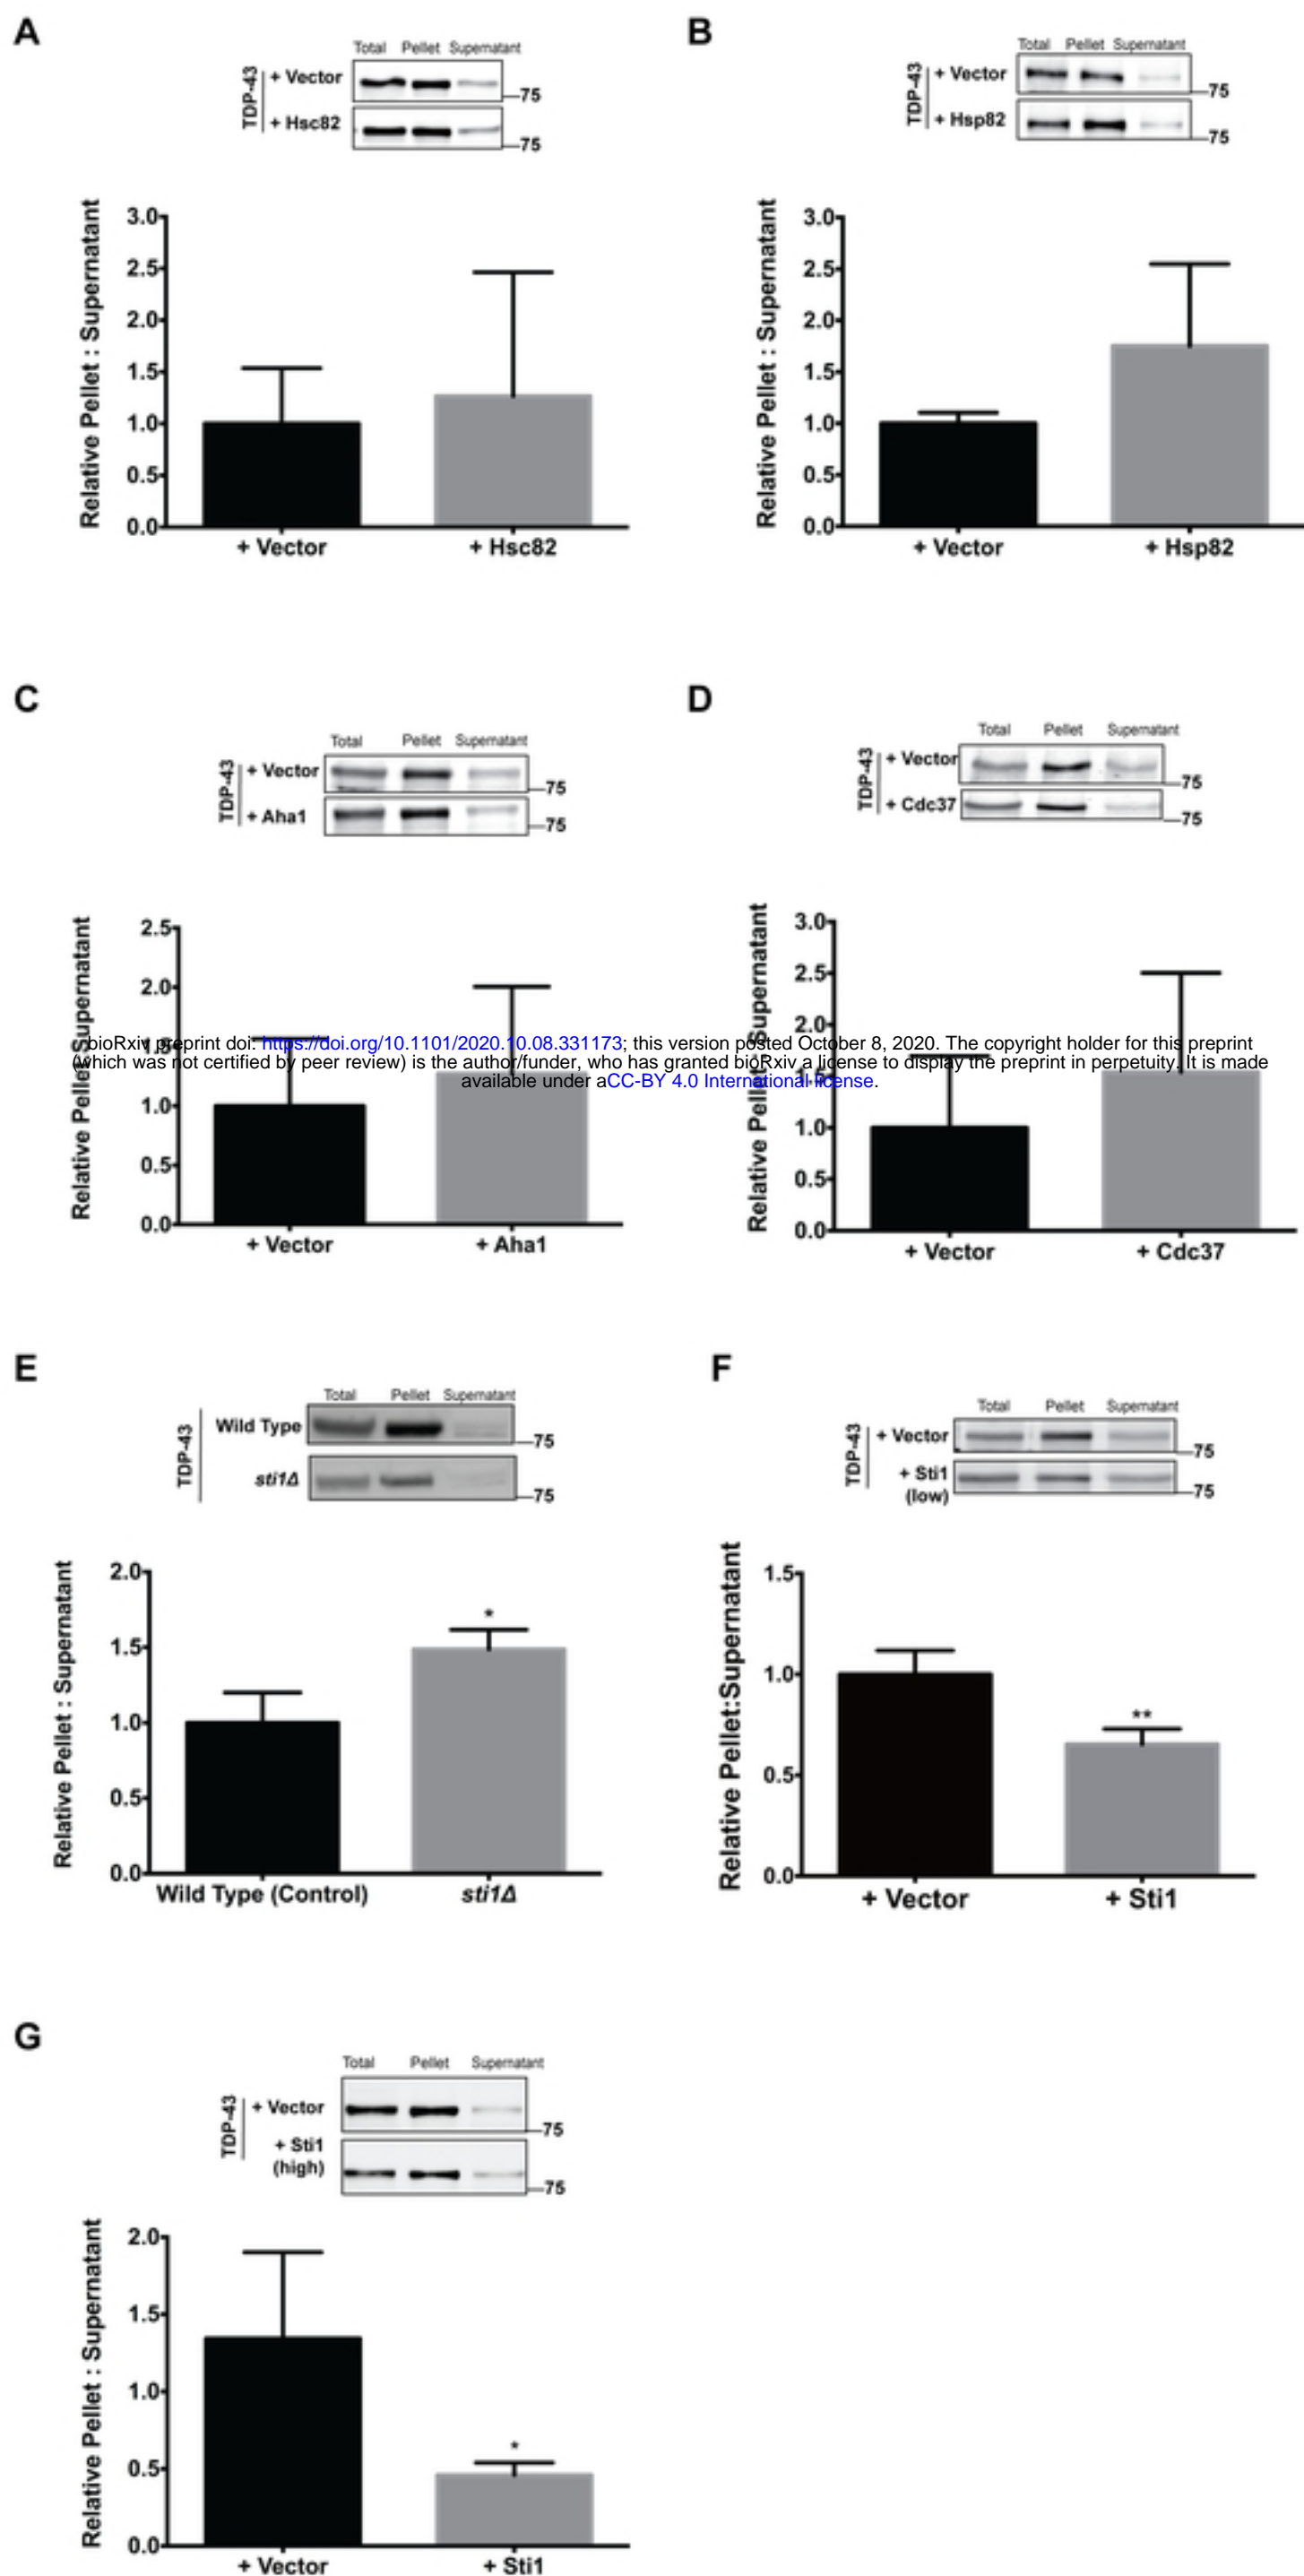 A
Total Pellet Supernatant
TDP-43
+ Vector
75
+ Hsc82
75
Relative Pellet : Supernatant
3.0
2.5
2.0
1.5
1.0
0.5
0.0
+ Vector + Hsc82
B
Total Pellet Supernatant
TDP-43
+ Vector
75
+ Hsp82
75
Relative Pellet : Supernatant
3.0
2.5
2.0
1.5
1.0
0.5
0.0
+ Vector + Hsp82
C
Total Pellet Supernatant
TDP-43
+ Vector
75
+ Aha1
75
Relative Pellet : Supernatant
2.5
2.0
1.5
1.0
0.5
0.0
+ Vector + Aha1
D
Total Pellet Supernatant
TDP-43
+ Vector
75
+ Cdc37
75
Relative Pellet : Supernatant
3.0
2.5
2.0
1.5
1.0
0.5
0.0
+ Vector + Cdc37
bioRxiv preprint doi: https://doi.org/10.1101/2020.10.08.331173; this version posted October 8, 2020. The copyright holder for this preprint
(which was not certified by peer review) is the author/funder, who has granted bioRxiv a license to display the preprint in perpetuity. It is made
available under aCC-BY 4.0 International license.
E
Total Pellet Supernatant
TDP-43
Wild Type
75
sti1Δ
75
Relative Pellet : Supernatant
2.0
1.5
1.0
0.5
0.0
*
Wild Type (Control) sti1Δ
F
Total Pellet Supernatant
TDP-43
+ Vector
75
+ Sti1
(low)
75
Relative Pellet:Supernatant
1.5
1.0
0.5
0.0
**
+ Vector + Sti1
G
Total Pellet Supernatant
TDP-43
+ Vector
75
+ Sti1
(high)
75
Relative Pellet : Supernatant
2.0
1.5
1.0
0.5
0.0
*
+ Vector + Sti1